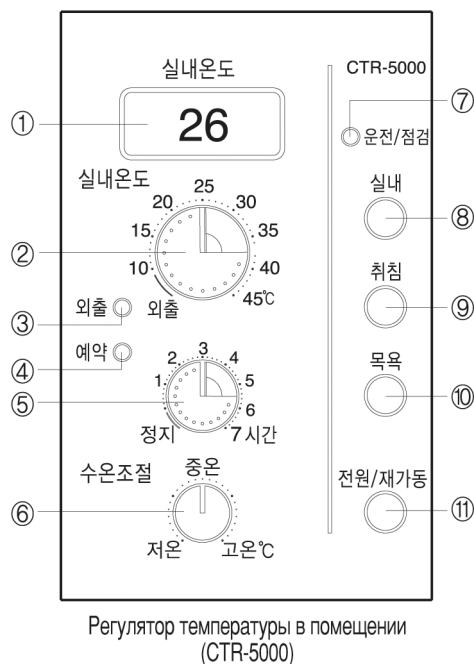 실내온도
CTR-5000
① 26 ⑦
운전/점검
실내온도 실내
20 25 30
15 35
② ⑧
10 40
외출 45℃
취침
③ 외출 ⑨
④ 예약
2 3 4 목욕
1 5
⑤ 6 ⑩
정지 7 시간
수온조절 중온 전원/재가동
⑥ ⑪
저온 고온℃
Регулятор температуры в помещении
(CTR-5000)